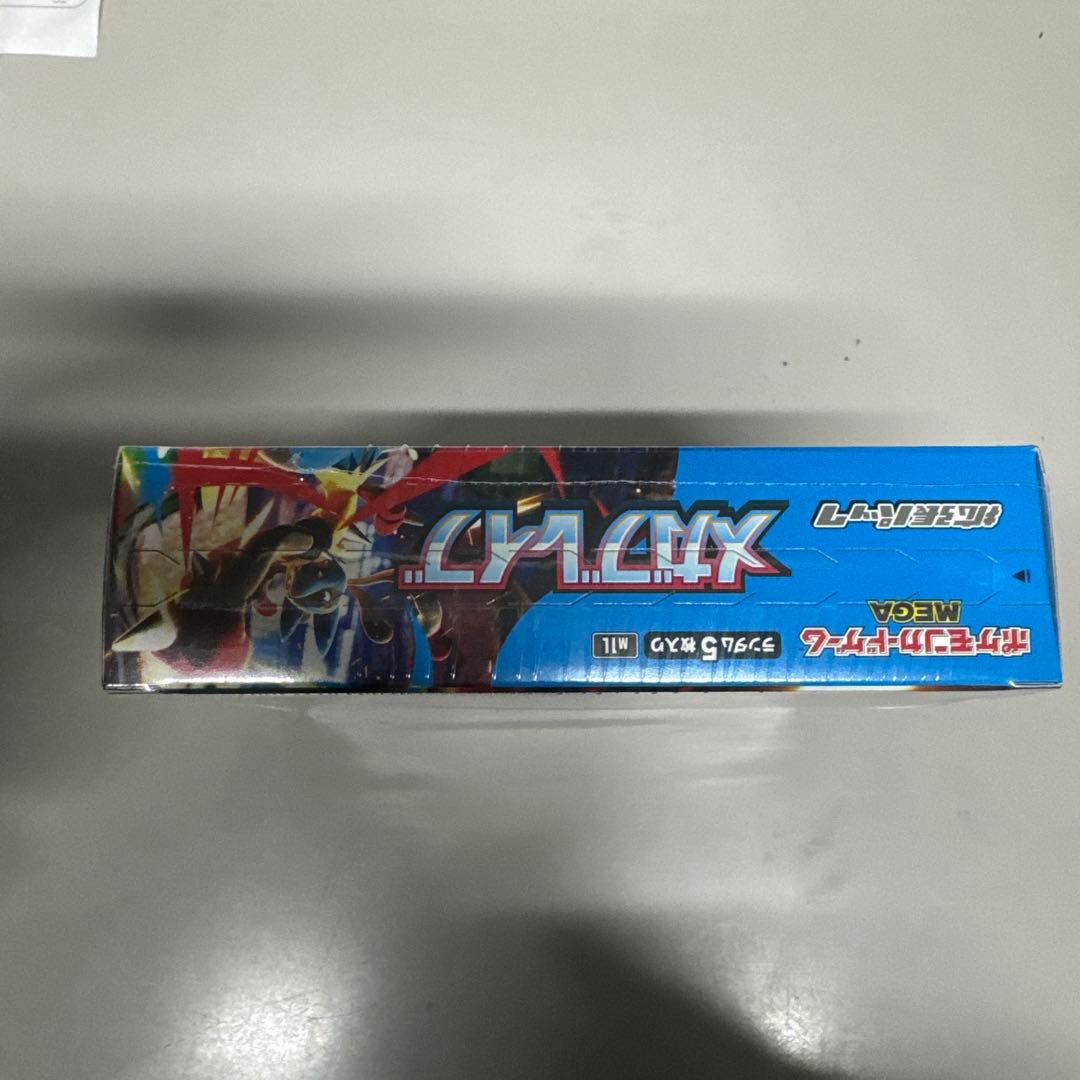 ポケモンカードゲーム
MEGA
拡張パック
メガブレイブ
ランダム5枚入り
M1L